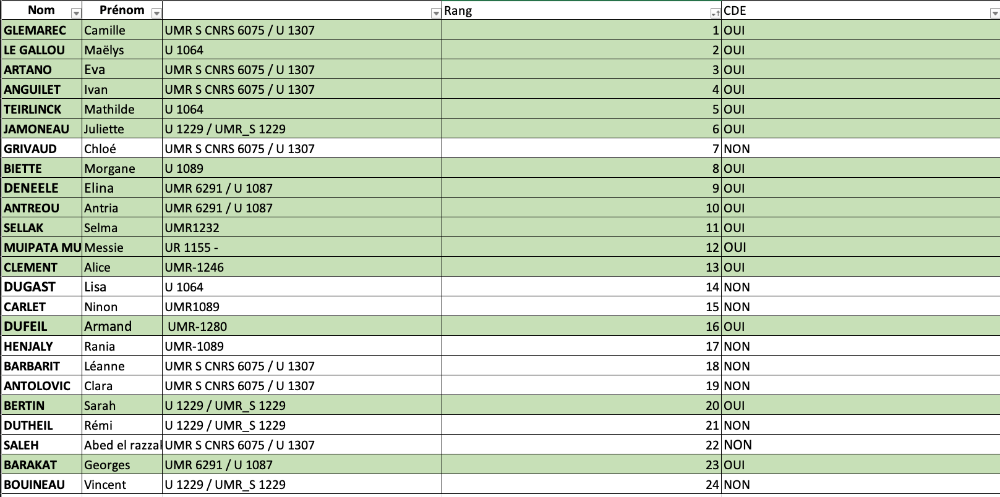 Nom Prénom Rang CDE
GLEMAREC Camille UMR S CNRS 6075 / U 1307 1 OUI
LE GALLOU Maëlys U 1064 2 OUI
ARTANO Eva UMR S CNRS 6075 / U 1307 3 OUI
ANGUILET Ivan UMR S CNRS 6075 / U 1307 4 OUI
TEIRLINCK Mathilde U 1064 5 OUI
JAMONEAU Juliette U 1229 / UMR_S 1229 6 OUI
GRIVAUD Chloé UMR S CNRS 6075 / U 1307 7 NON
BIETTE Morgane U 1089 8 OUI
DENEELE Elina UMR 6291 / U 1087 9 OUI
ANTREOU Antria UMR 6291 / U 1087 10 OUI
SELLAK Selma UMR1232 11 OUI
MUIPATA MU Messie UR 1155 - 12 OUI
CLEMENT Alice UMR-1246 13 OUI
DUGAST Lisa U 1064 14 NON
CARLET Ninon UMR1089 15 NON
DUFEIL Armand UMR-1280 16 OUI
HENJALY Rania UMR-1089 17 NON
BARBARIT Léanne UMR S CNRS 6075 / U 1307 18 NON
ANTOLOVIC Clara UMR S CNRS 6075 / U 1307 19 NON
BERTIN Sarah U 1229 / UMR_S 1229 20 OUI
DUTHEIL Rémi U 1229 / UMR_S 1229 21 NON
SALEH Abed el razzak UMR S CNRS 6075 / U 1307 22 NON
BARAKAT Georges UMR 6291 / U 1087 23 OUI
BOUINEAU Vincent U 1229 / UMR_S 1229 24 NON